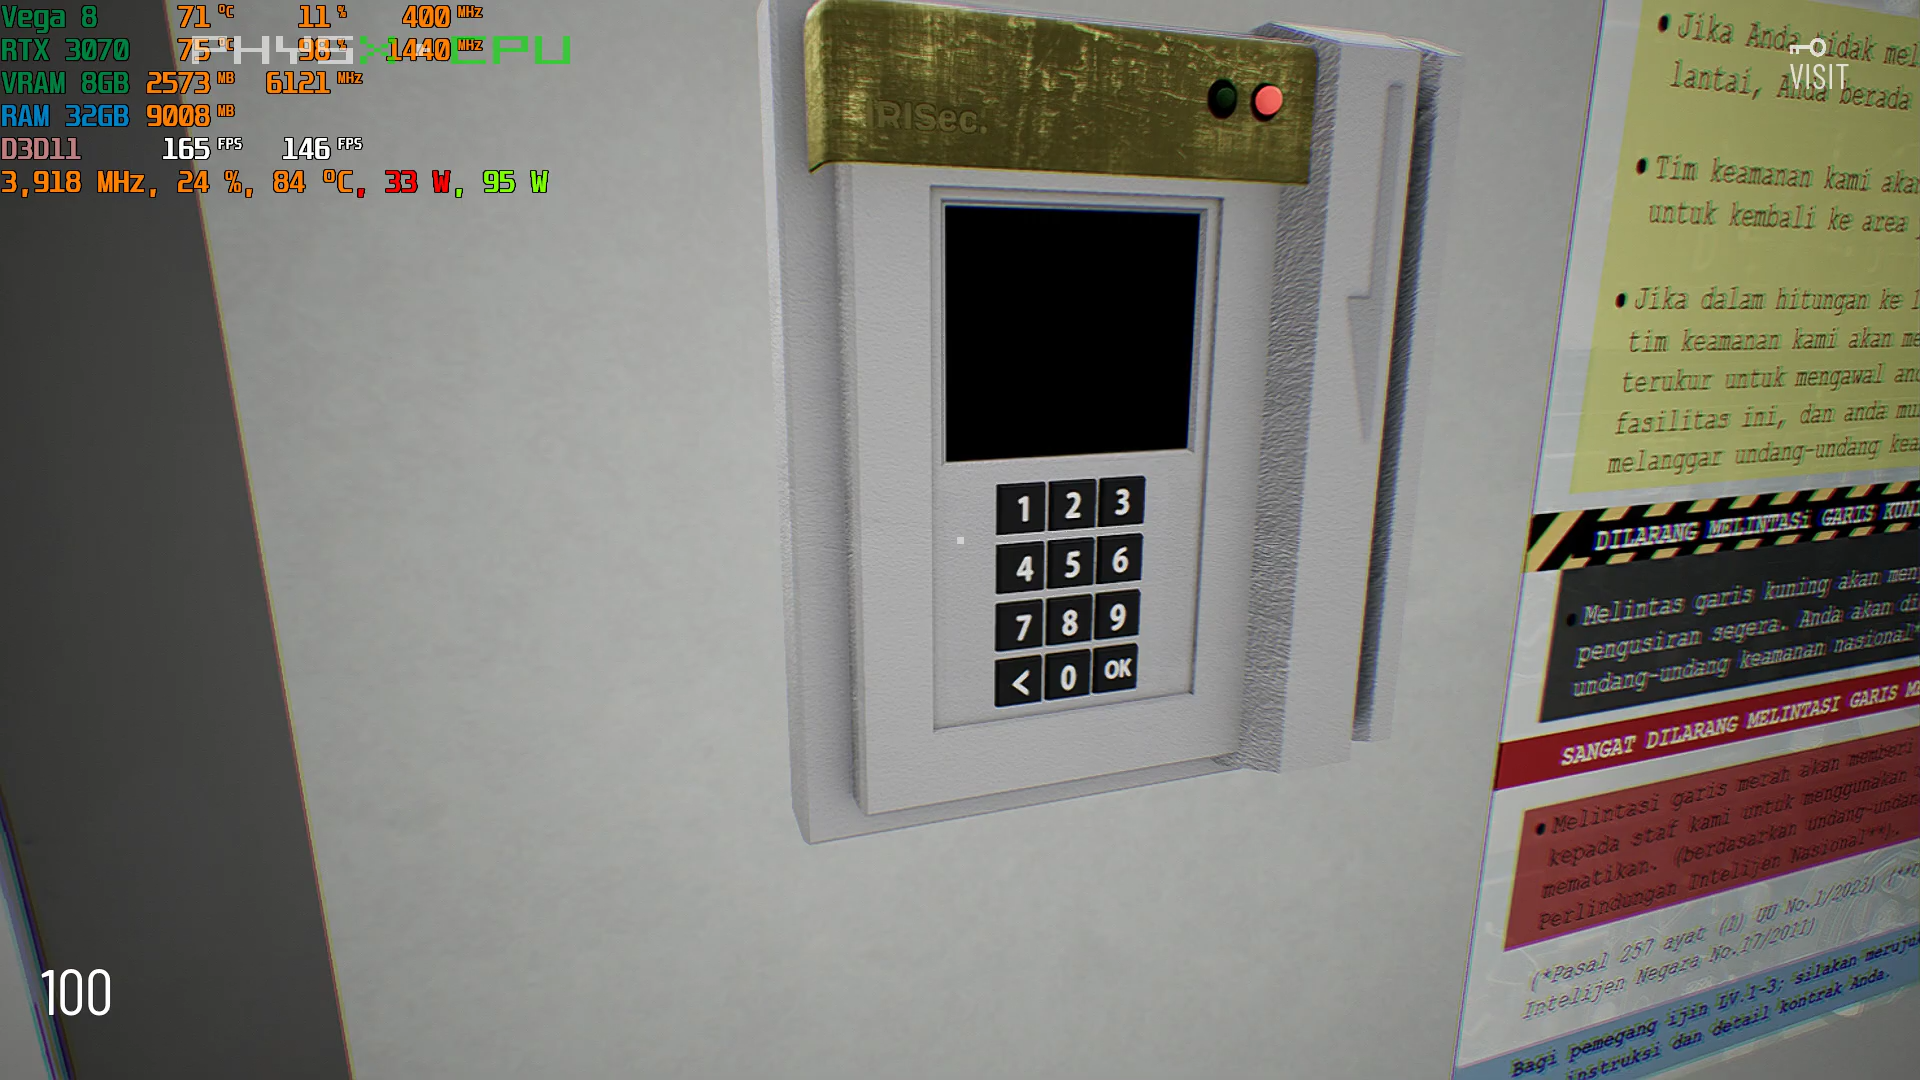 Vega 8 71 °C 11 % 400 MHz
RTX 3070 75 °C 98 % 1440 MHz
PHYSX > CPU
VRAM 8GB 2573 MB 6121 MHz
RAM 32GB 9008 MB
D3D11 165 FPS 146 FPS
3,918 MHz, 24 %, 84 °C, 33 W, 95 W
VISIT
100
RISec.
1 2 3
4 5 6
7 8 9
< 0 OK
• Jika Anda tidak
lantai, Anda berada
• Tim keamanan kami
untuk kembali ke area
• Jika dalam hitungan ke
tim keamanan kami akan
terukur untuk mengawal
fasilitas ini, dan anda
melanggar undang-undang
DILARANG MELINTASi GARIS
• Melintas garis kuning akan
pengusiran segera. Anda akan
undang-undang keamanan nasional*
SANGAT DILARANG MELINTASI GARIS
• Melintasi garis merah akan memberi
kepada staf kami untuk menggunakan
mematikan. (berdasarkan
Perlindungan Intelijen Nasional**).
(*Pasal 257 ayat (1) UU No.1/2023)
Intelijen Negara No.17/2011)
Bagi pemegang ijin LV.1-3; silakan
instruksi dan detail kontrak Anda.